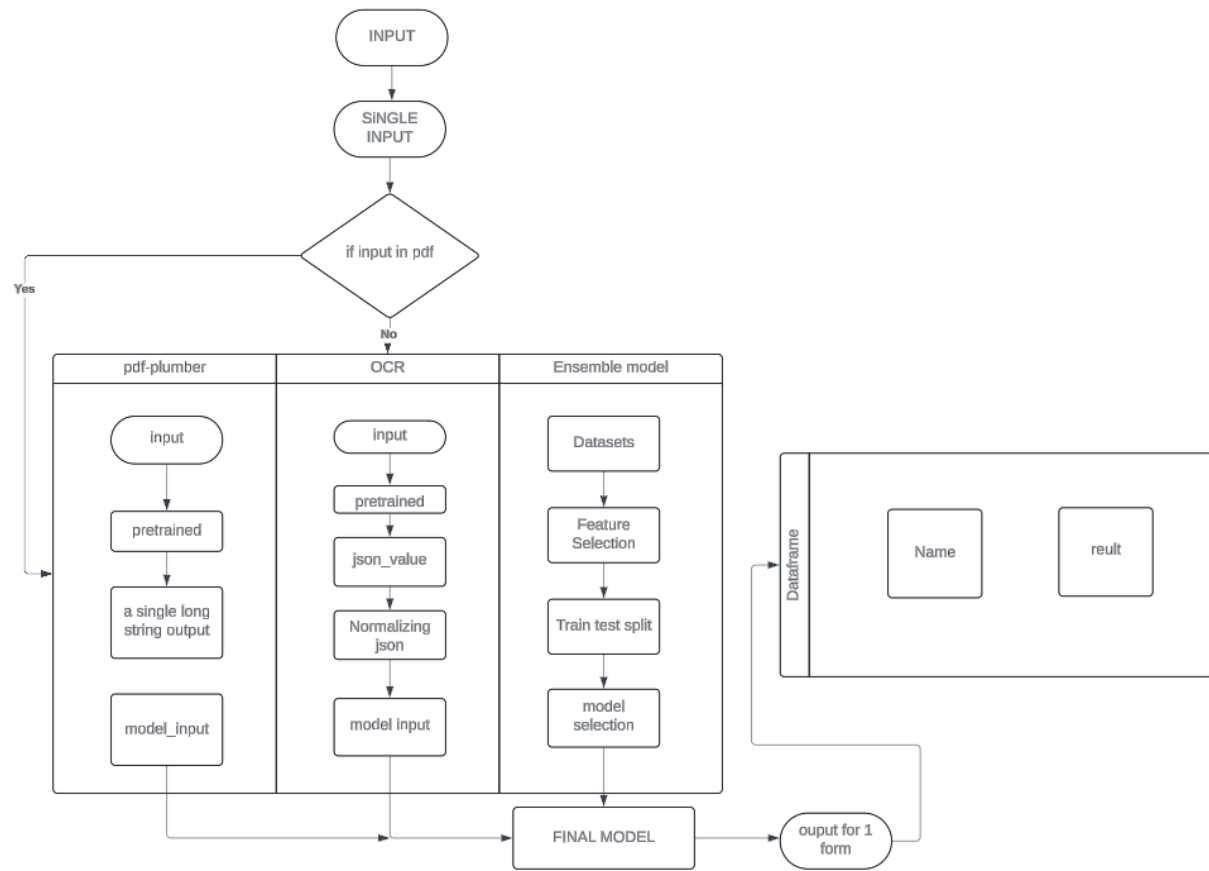 INPUT
SiNGLE
INPUT
if input in pdf
Yes
No
pdf-plumber
OCR
Ensemble model
input
pretrained
a single long
string output
model_input
input
pretrained
json_value
Normalizing
json
model input
Datasets
Feature
Selection
Train test split
model
selection
FINAL MODEL
ouput for 1
form
Dataframe
Name
reult